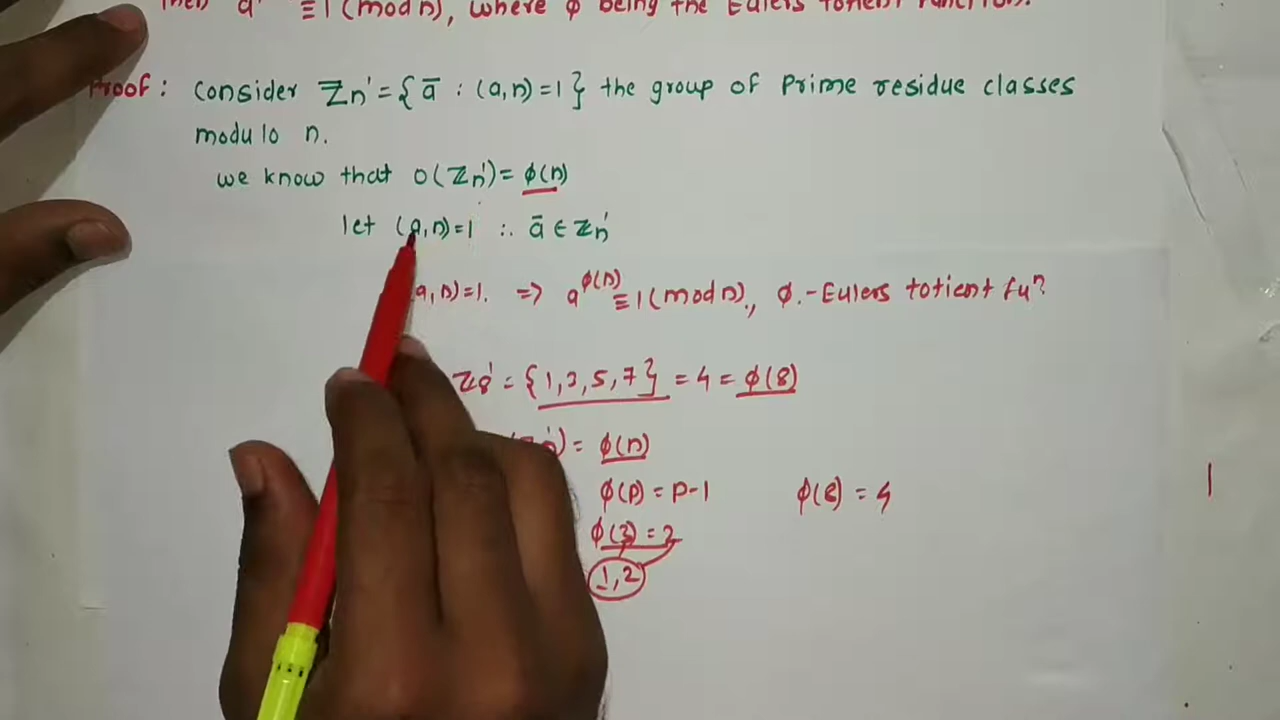 Then a ≡1(mod n), where φ being the Eulers totient function.
Proof : Consider Zn' = { ā : (a,n)=1 } the group of Prime residue classes
modulo n.
we know that o(Zn') = φ(n)
let (a,n)=1 ∴ ā ∈ Zn'
a,n)=1. => a^φ(n) ≡1(mod n)., φ.-Eulers totient fuⁿ.
Z8' = {1,3,5,7} = 4 = φ(8)
= φ(n)
φ(p) = p-1 φ(8) = 4
φ(3) = 2
1,2